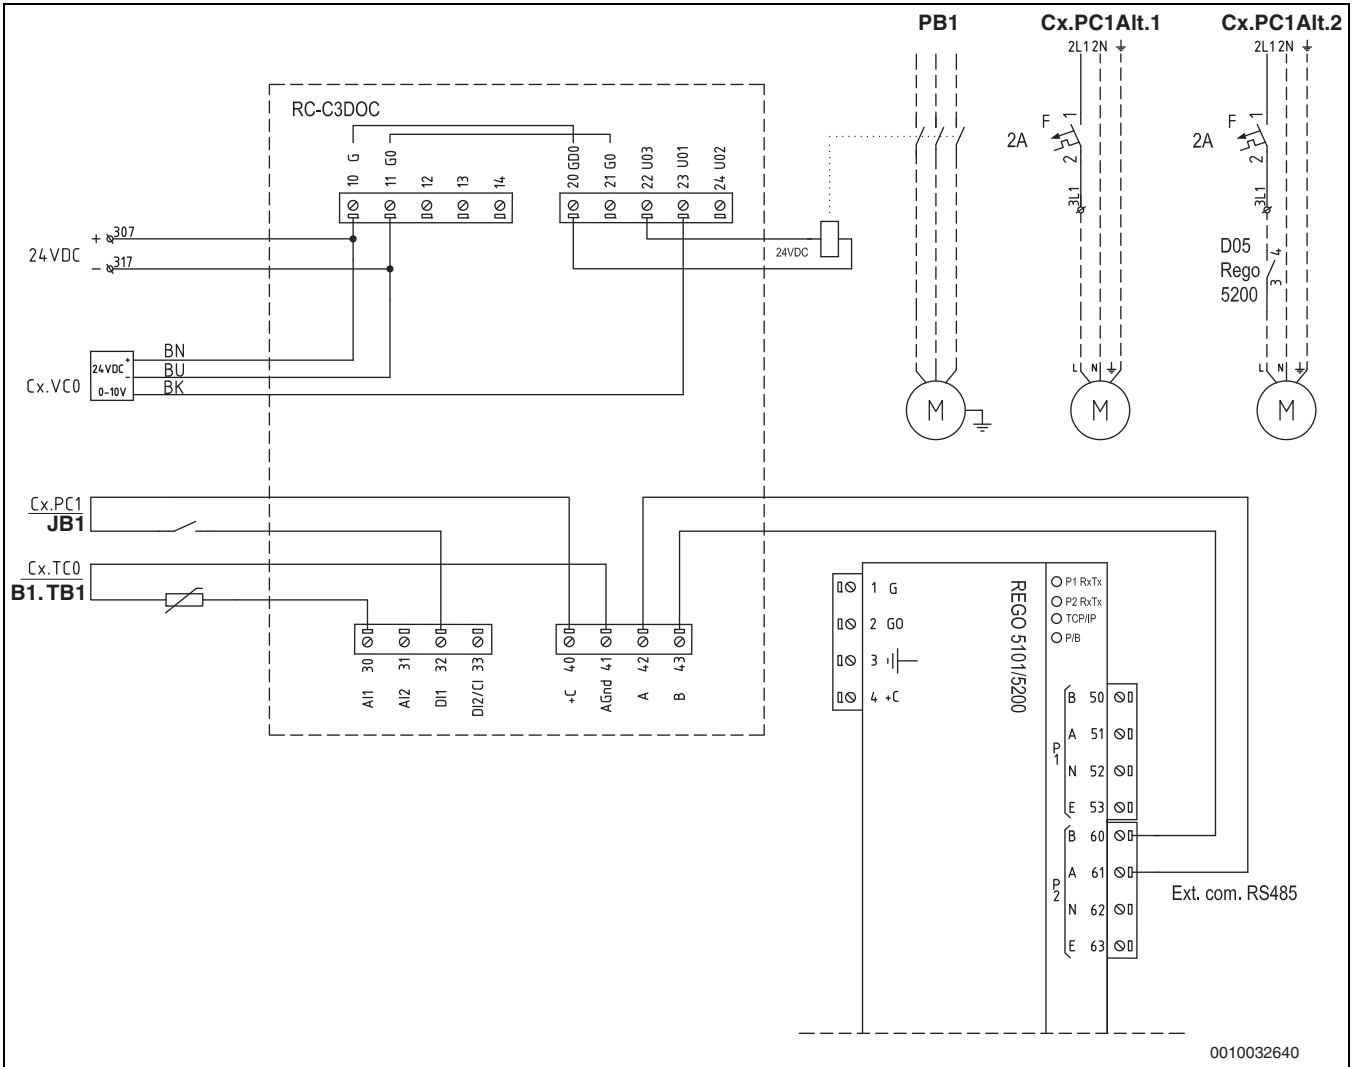 PB1
Cx.PC1Alt.1
Cx.PC1Alt.2
2L1 2N
2L1 2N
RC-C3DOC
F
1
2
2A
3L1
F
1
2
2A
3L1
10 G
11 G0
12
13
14
20 GD0
21 G0
22 U03
23 U01
24 U02
24VDC
+
307
−
317
24VDC
D05
Rego
5200
4
3
Cx.VC0
24VDC
+
−
0-10V
BN
BU
BK
L N
L N
M
M
M
Cx.PC1
JB1
Cx.TC0
B1.TB1
30 AI1
31 AI2
32 DI1
33 DI2/CI
40 +C
41 AGnd
42 A
43 B
1 G
2 GO
3
4 +C
REGO 5101/5200
P1 RxTx
P2 RxTx
TCP/IP
P/B
P1
B 50
A 51
N 52
E 53
P2
B 60
A 61
N 62
E 63
Ext. com. RS485
0010032640